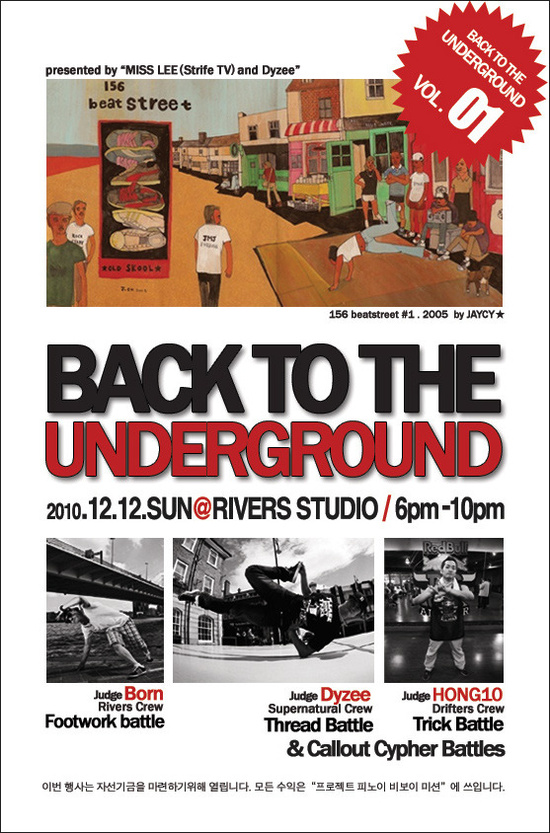 presented by “MISS LEE (Strife TV) and Dyzee”
BACK TO THE
UNDERGROUND
VOL. 01
156
beat street
JMJ
★OLD SKOOL★
156 beatstreet #1 . 2005 by JAYCY★
BACK TO THE
UNDERGROUND
2010.12.12.SUN@RIVERS STUDIO / 6pm -10pm
RedBull
Judge Born
Rivers Crew
Footwork battle
Judge Dyzee
Supernatural Crew
Thread Battle
Judge HONG10
Drifters Crew
Trick Battle
& Callout Cypher Battles
이번 행사는 자선기금을 마련하기위해 열립니다. 모든 수익은 “프로젝트 피노이 비보이 미션” 에 쓰입니다.